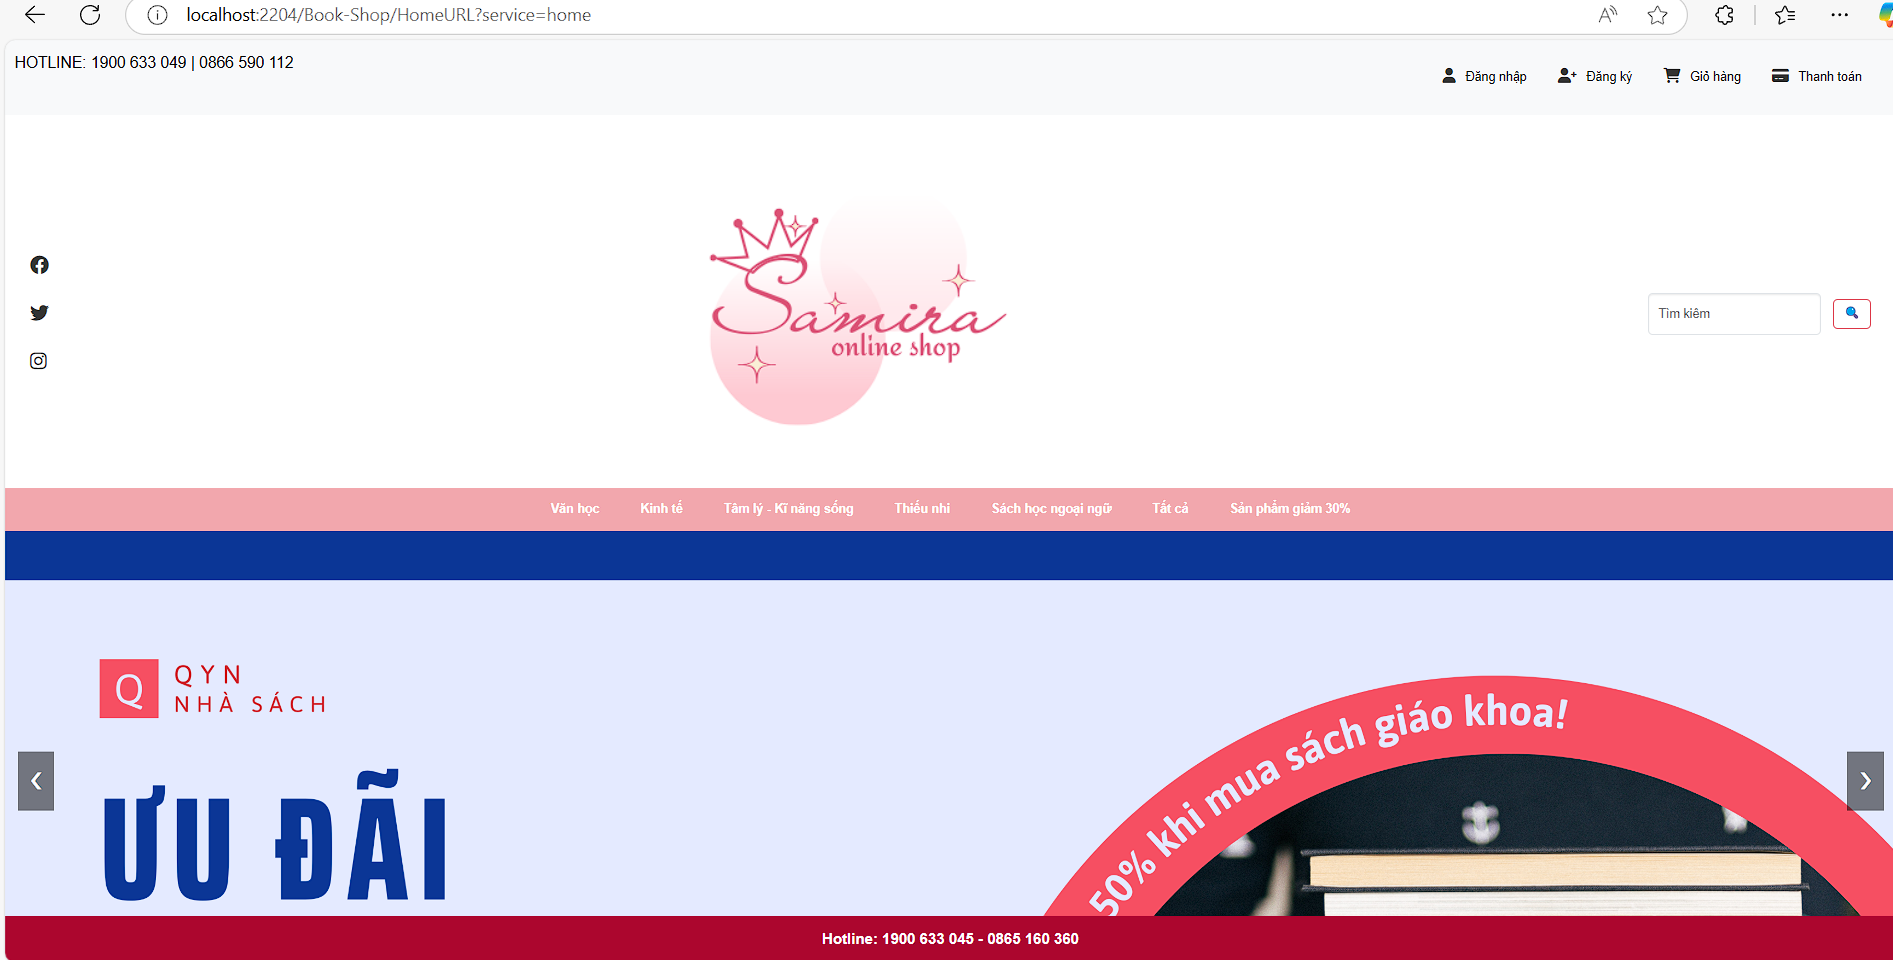 localhost:2204/Book-Shop/HomeURL?service=home
HOTLINE: 1900 633 049 | 0866 590 112
Đăng nhập
Đăng ký
Giỏ hàng
Thanh toán
Samira
online shop
Tìm kiếm
Văn học
Kinh tế
Tâm lý - Kĩ năng sống
Thiếu nhi
Sách học ngoại ngữ
Tất cả
Sản phẩm giảm 30%
Q
QYN
NHÀ SÁCH
50% khi mua sách giáo khoa!
ƯU ĐÃI
Hotline: 1900 633 045 - 0865 160 360